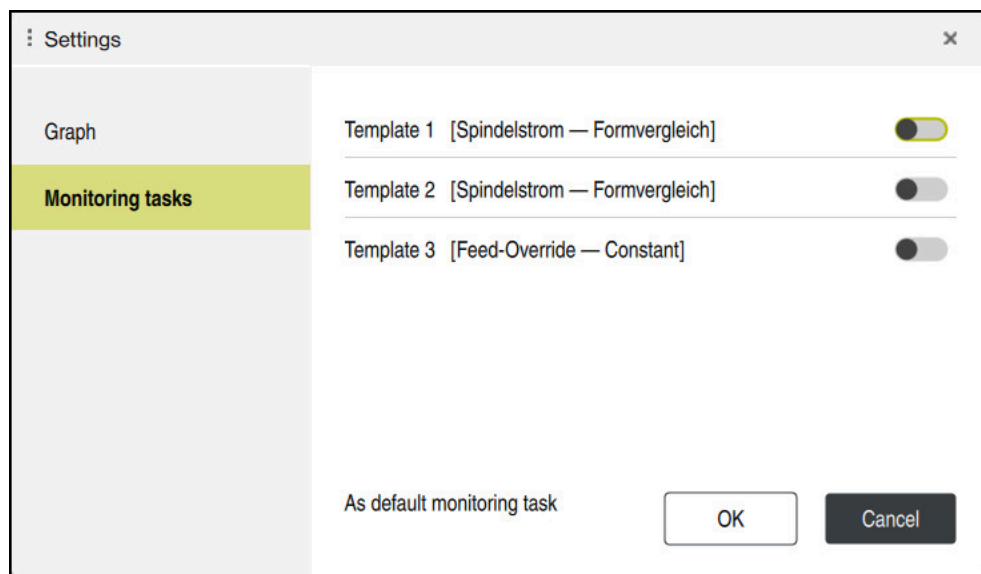 Settings
Graph
Monitoring tasks
Template 1 [Spindelstrom — Formvergleich]
Template 2 [Spindelstrom — Formvergleich]
Template 3 [Feed-Override — Constant]
As default monitoring task
OK
Cancel